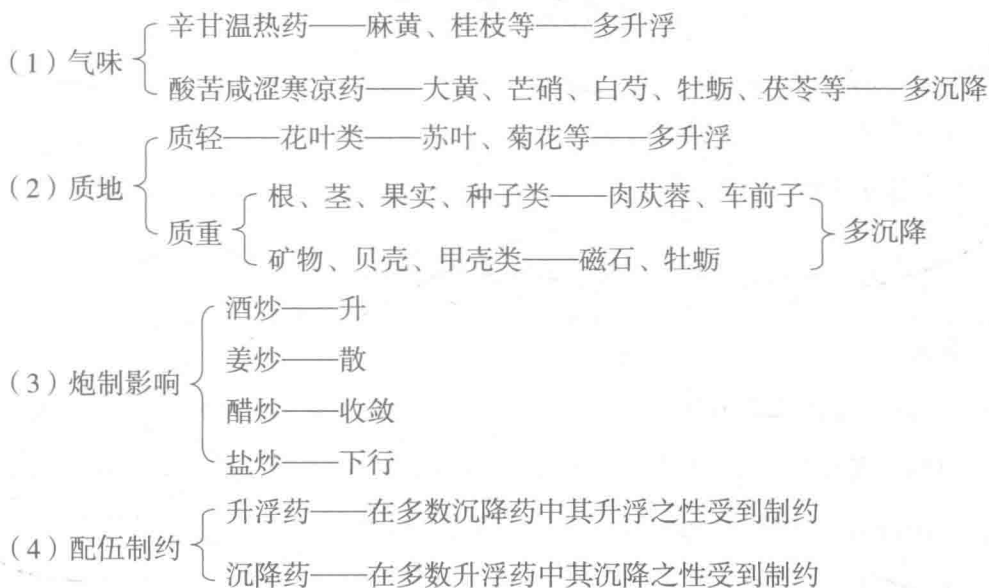 辛甘温热药——麻黄、桂枝等——多升浮
（1）气味
酸苦咸涩寒凉药——大黄、芒硝、白芍、牡蛎、茯苓等——多沉降
质轻——花叶类——苏叶、菊花等——多升浮
（2）质地
根、茎、果实、种子类——肉苁蓉、车前子
质重
多沉降
矿物、贝壳、甲壳类——磁石、牡蛎
酒炒——升
姜炒——散
（3）炮制影响
醋炒——收敛
盐炒——下行
升浮药——在多数沉降药中其升浮之性受到制约
（4）配伍制约
沉降药——在多数升浮药中其沉降之性受到制约